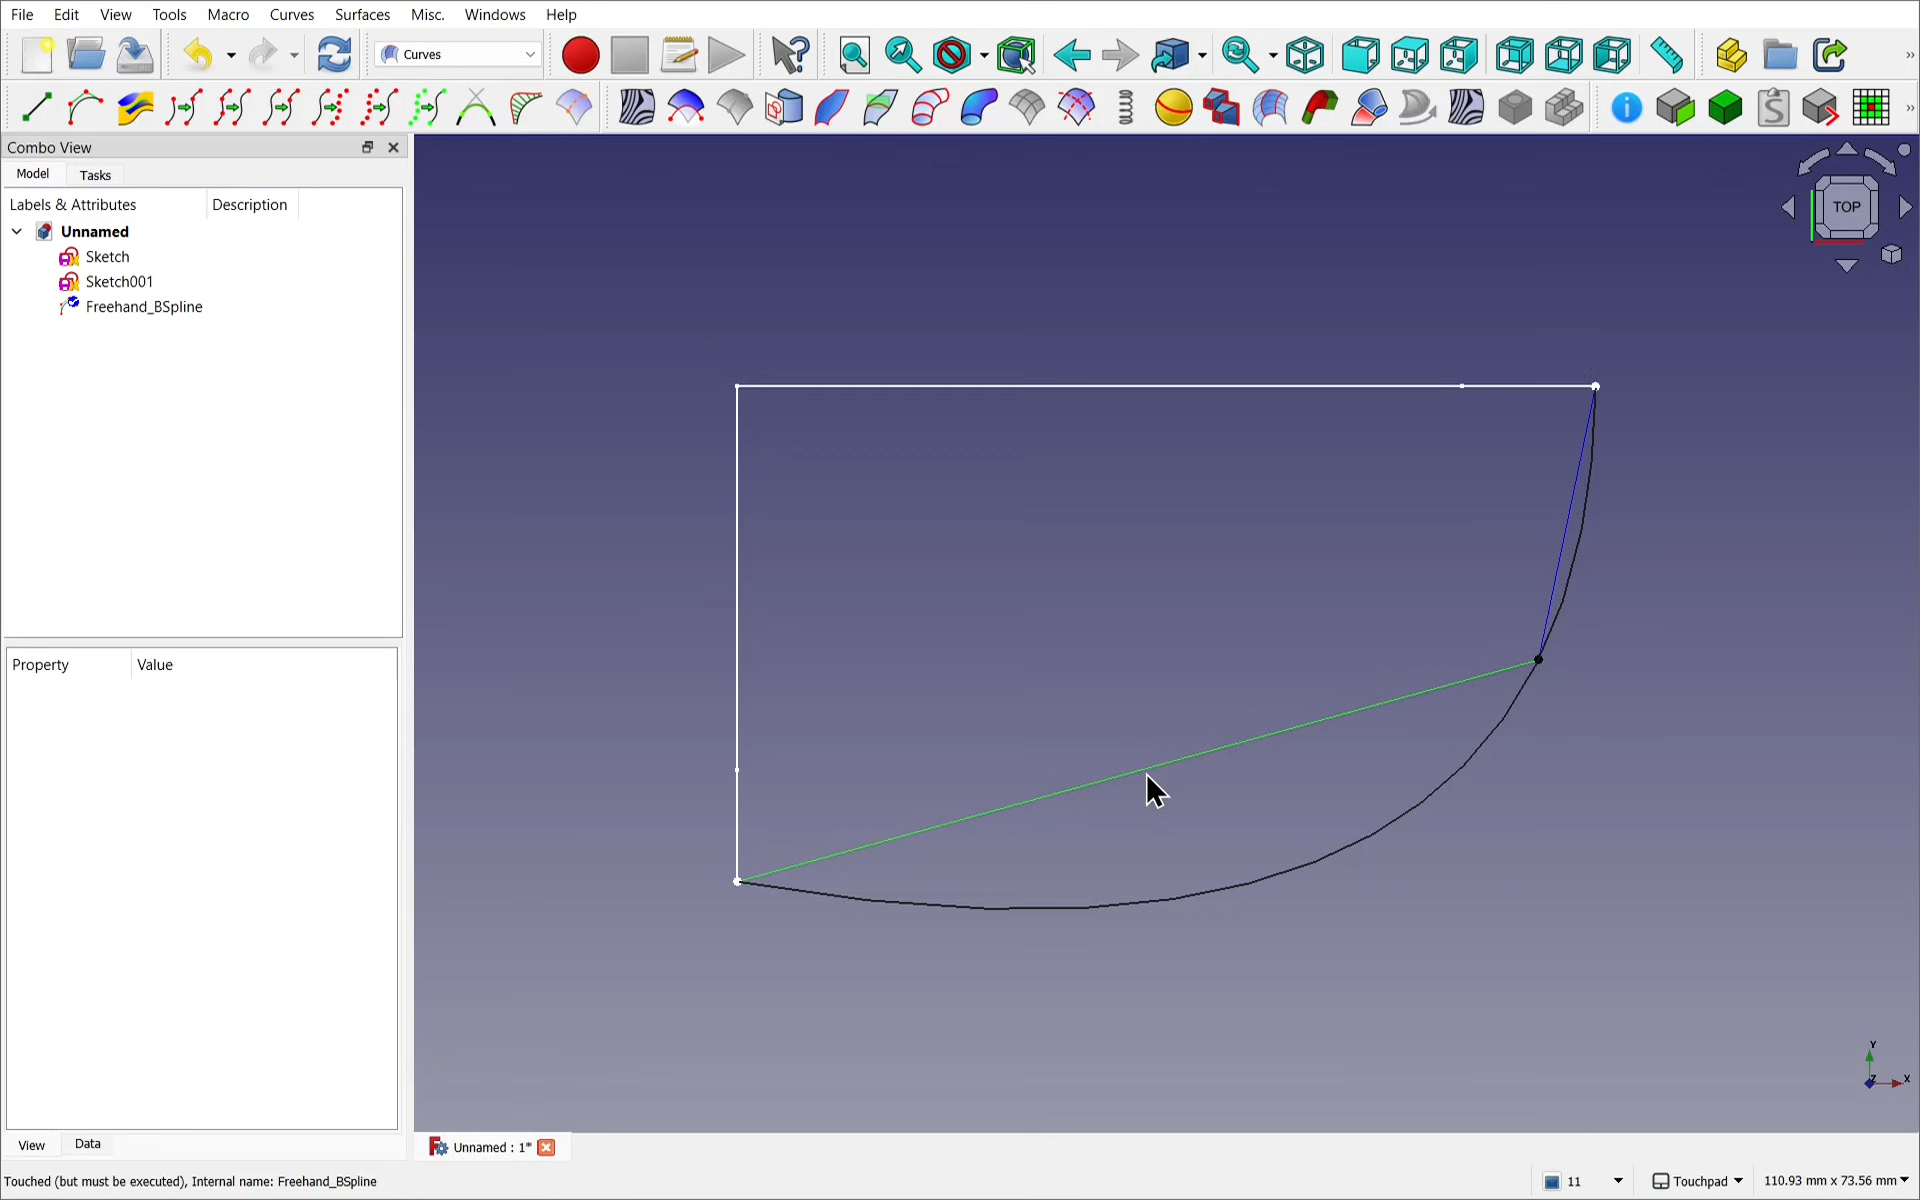 File Edit View Tools Macro Curves Surfaces Misc. Windows Help
Curves
Combo View
Model Tasks
Labels & Attributes Description
Unnamed
Sketch
Sketch001
Freehand_BSpline
TOP
Property Value
Y
Z X
View Data
Unnamed : 1*
Touched (but must be executed), Internal name: Freehand_BSpline 11 Touchpad 110.93 mm x 73.56 mm